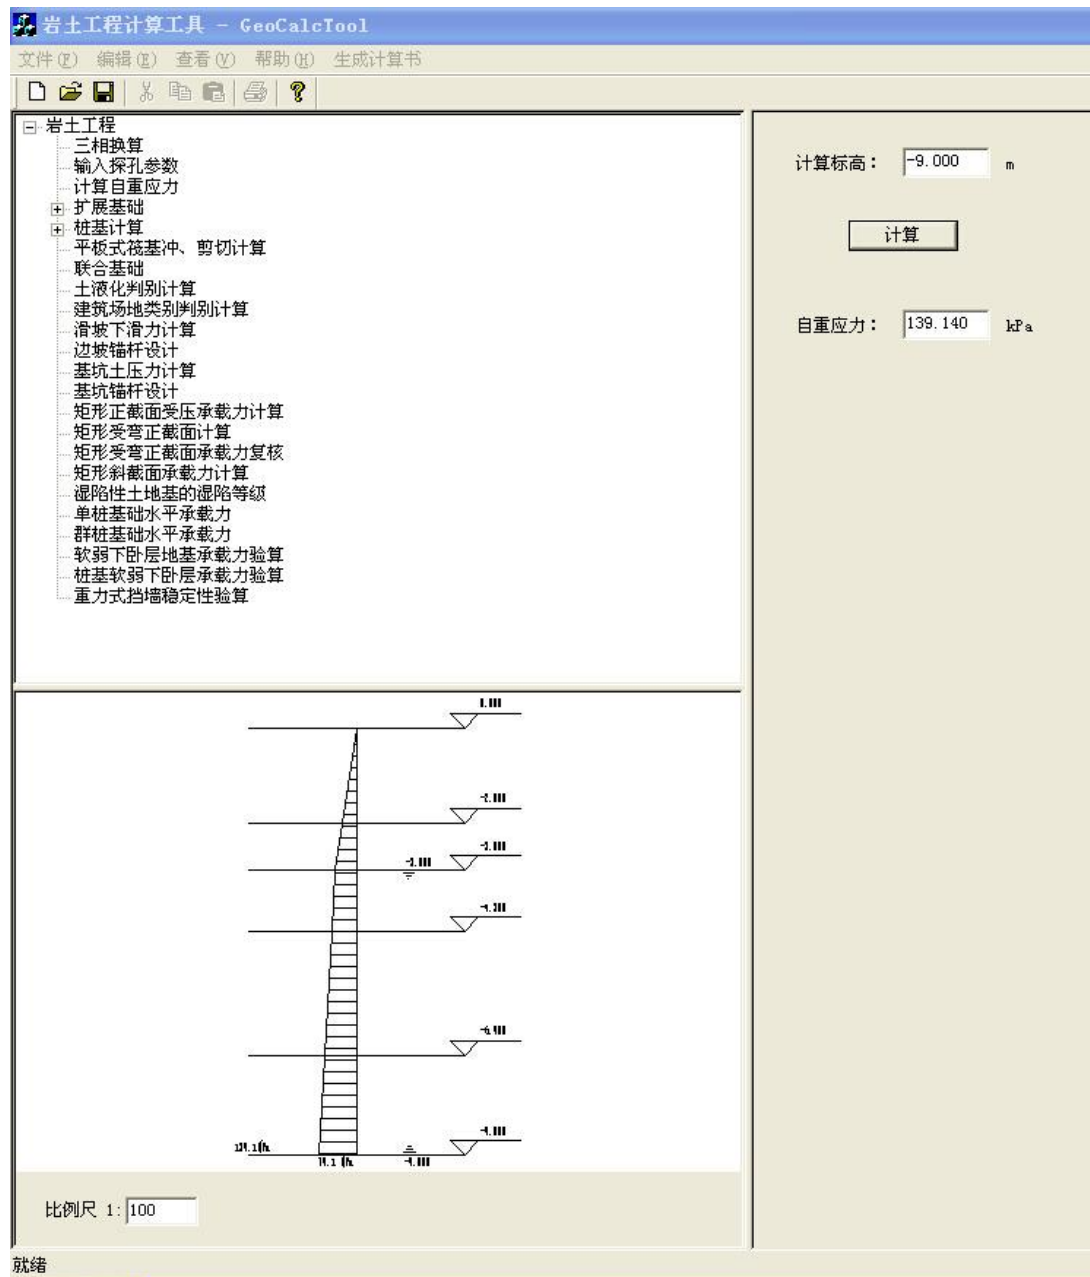 岩土工程计算工具 - GeoCalcTool
文件(F) 编辑(E) 查看(V) 帮助(H) 生成计算书
岩土工程
三相换算
输入探孔参数
计算自重应力
扩展基础
桩基计算
平板式筏基冲、剪切计算
联合基础
土液化判别计算
建筑场地类别判别计算
滑坡下滑力计算
边坡锚杆设计
基坑土压力计算
基坑锚杆设计
矩形正截面受压承载力计算
矩形受弯正截面计算
矩形受弯正截面承载力复核
矩形斜截面承载力计算
湿陷性土地基的湿陷等级
单桩基础水平承载力
群桩基础水平承载力
软弱下卧层地基承载力验算
桩基软弱下卧层承载力验算
重力式挡墙稳定性验算
计算标高: -9.000 m
计算
自重应力: 139.140 kPa
比例尺 1: 100
就绪